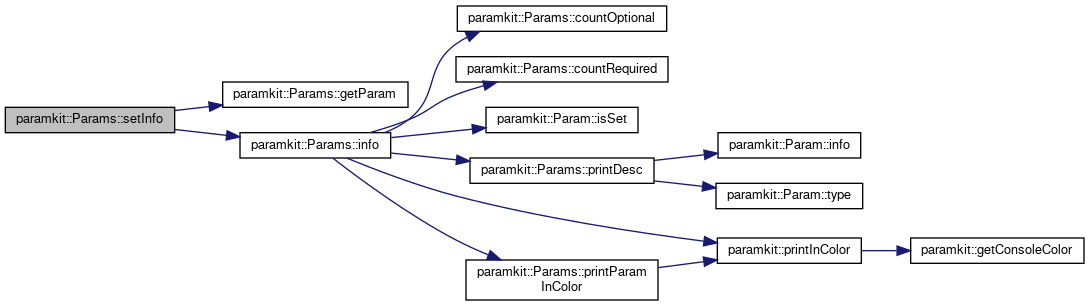 paramkit::Params::setInfo
paramkit::Params::getParam
paramkit::Params::info
paramkit::Params::countOptional
paramkit::Params::countRequired
paramkit::Param::isSet
paramkit::Params::printDesc
paramkit::Params::printParam
InColor
paramkit::Param::info
paramkit::Param::type
paramkit::printInColor
paramkit::getConsoleColor